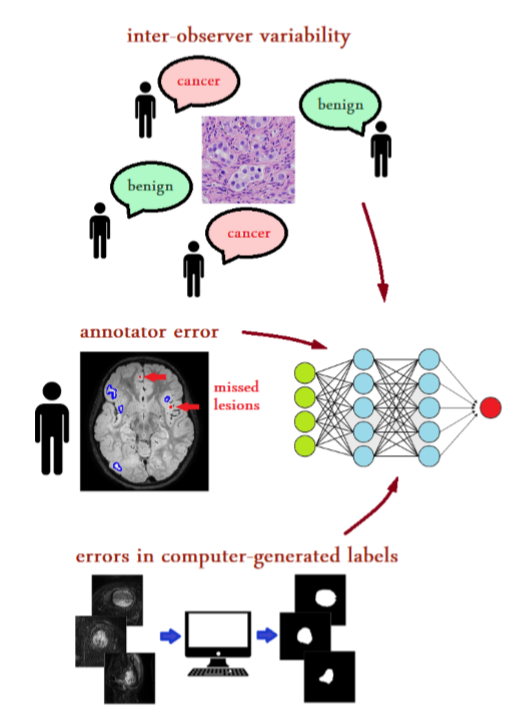 inter-observer variability
cancer
benign
benign
cancer
annotator error
missed
lesions
errors in computer-generated labels